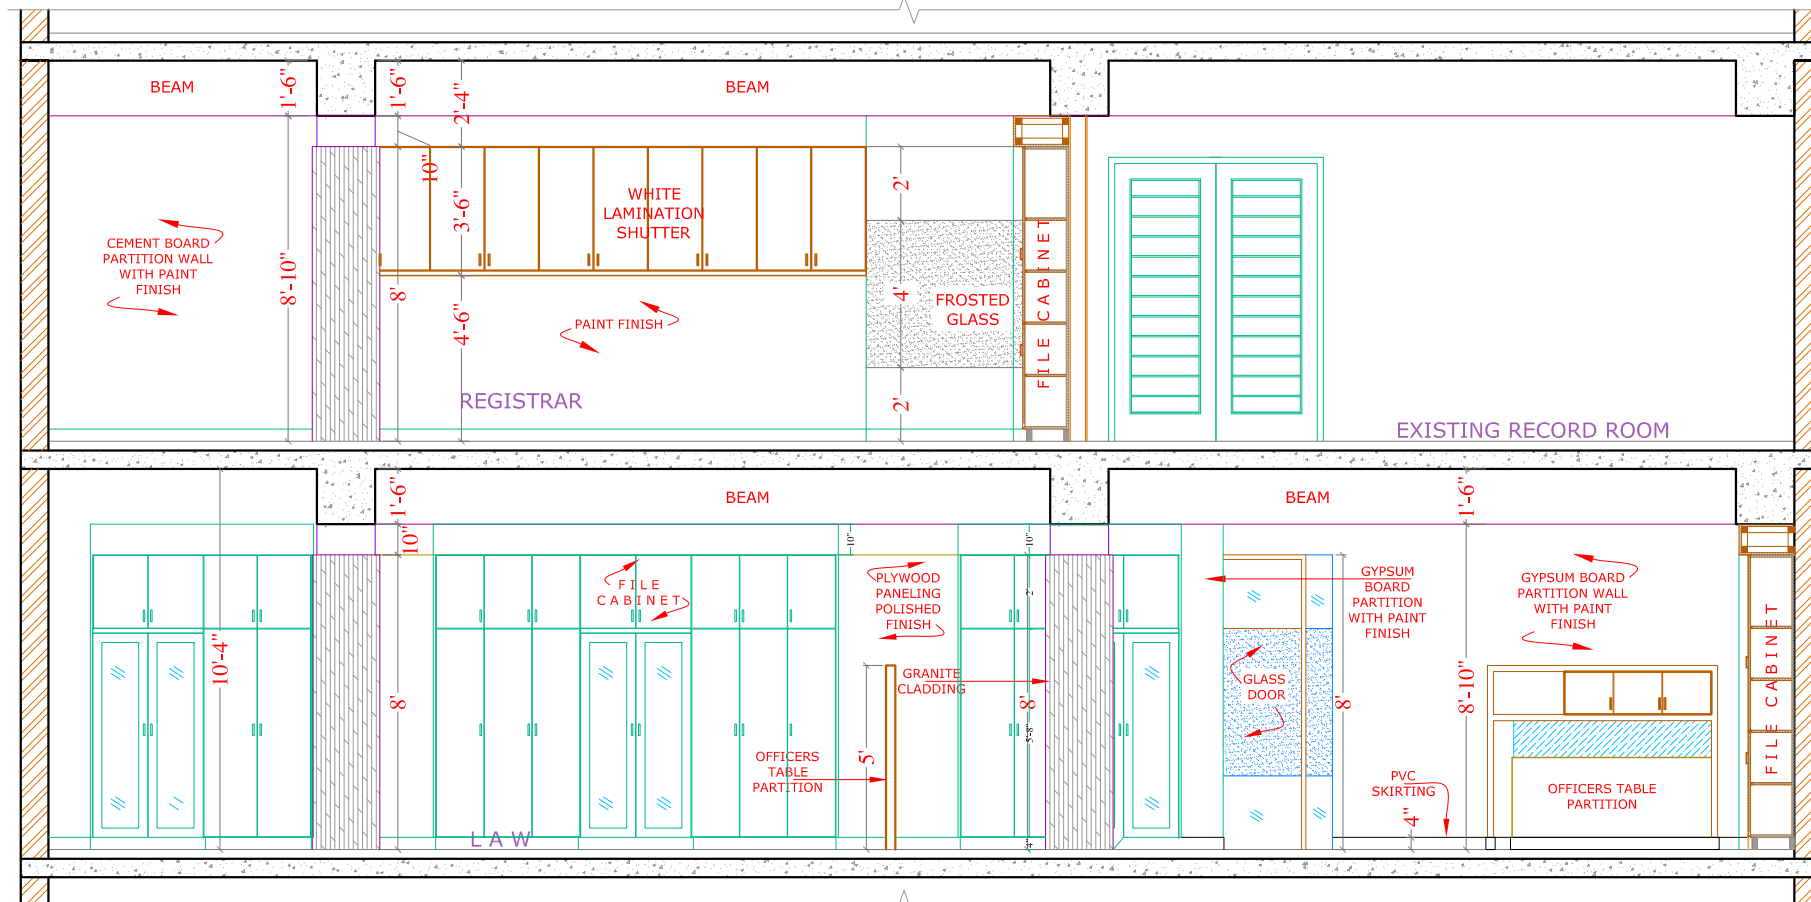 BEAM
1'-6"
1'-6"
2'-4"
BEAM
10"
WHITE
LAMINATION
SHUTTER
3'-6"
2'
CEMENT BOARD
PARTITION WALL
WITH PAINT
FINISH
8'-10"
8'
4'-6"
PAINT FINISH
4'
FROSTED
GLASS
FILE CABINET
2'
REGISTRAR
EXISTING RECORD ROOM
1'-6"
BEAM
BEAM
1'-6"
10"
10"
10"
FILE
CABINET
PLYWOOD
PANELING
POLISHED
FINISH
2'
GYPSUM
BOARD
PARTITION
WITH PAINT
FINISH
GYPSUM BOARD
PARTITION WALL
WITH PAINT
FINISH
FILE CABINET
10'-4"
8'
GRANITE
CLADDING
8'
GLASS
DOOR
8'
8'-10"
5'-8"
5'
OFFICERS
TABLE
PARTITION
PVC
SKIRTING
OFFICERS TABLE
PARTITION
4"
4"
LAW